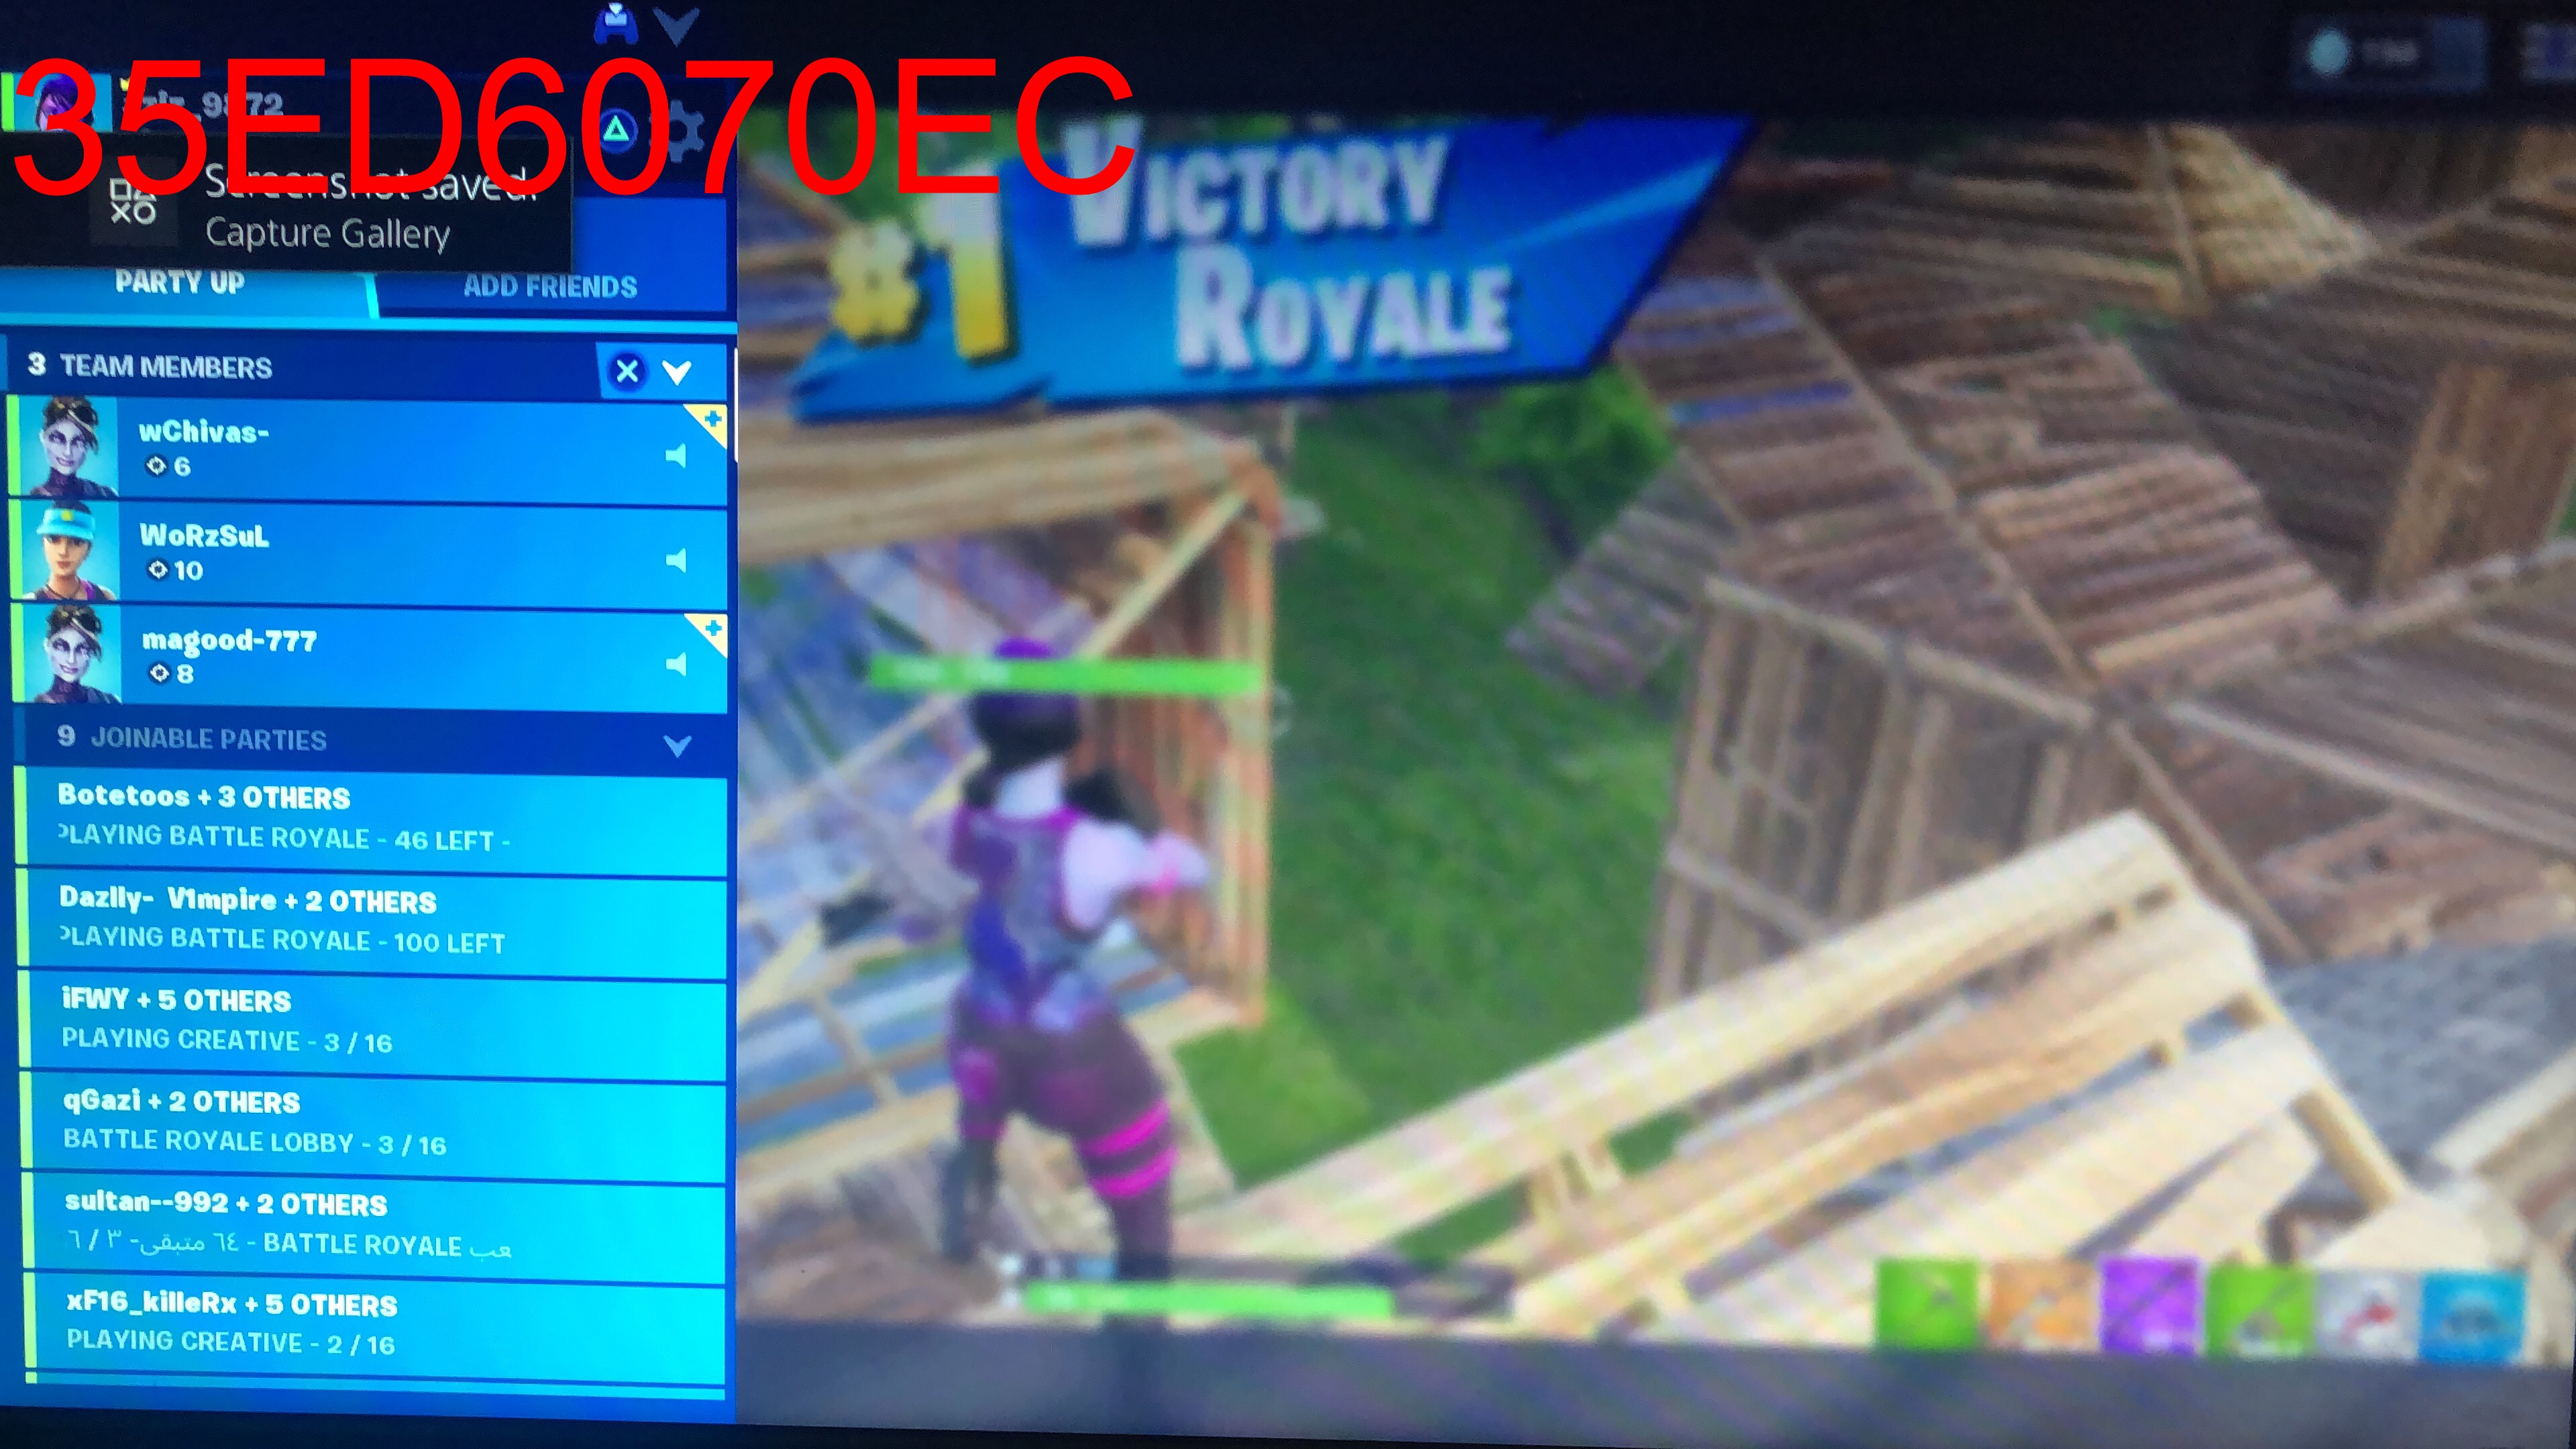 35ED6070EC
Screenshot saved.
Capture Gallery
PARTY UP
ADD FRIENDS
3 TEAM MEMBERS
wChivas-
6
WoRzSuL
10
magood-777
8
9 JOINABLE PARTIES
Botetoos + 3 OTHERS
PLAYING BATTLE ROYALE - 46 LEFT -
Dazlly- V1mpire + 2 OTHERS
PLAYING BATTLE ROYALE - 100 LEFT
iFWY + 5 OTHERS
PLAYING CREATIVE - 3 / 16
qGazi + 2 OTHERS
BATTLE ROYALE LOBBY - 3 / 16
sultan--992 + 2 OTHERS
عب BATTLE ROYALE - ٦٤ متبقى- ٣ / ٦
xF16_killeRx + 5 OTHERS
PLAYING CREATIVE - 2 / 16
#1 VICTORY
ROYALE